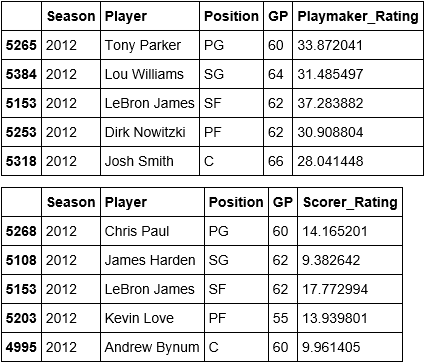 Season Player Position GP Playmaker_Rating
5265 2012 Tony Parker PG 60 33.872041
5384 2012 Lou Williams SG 64 31.485497
5153 2012 LeBron James SF 62 37.283882
5253 2012 Dirk Nowitzki PF 62 30.908804
5318 2012 Josh Smith C 66 28.041448
Season Player Position GP Scorer_Rating
5268 2012 Chris Paul PG 60 14.165201
5108 2012 James Harden SG 62 9.382642
5153 2012 LeBron James SF 62 17.772994
5203 2012 Kevin Love PF 55 13.939801
4995 2012 Andrew Bynum C 60 9.961405